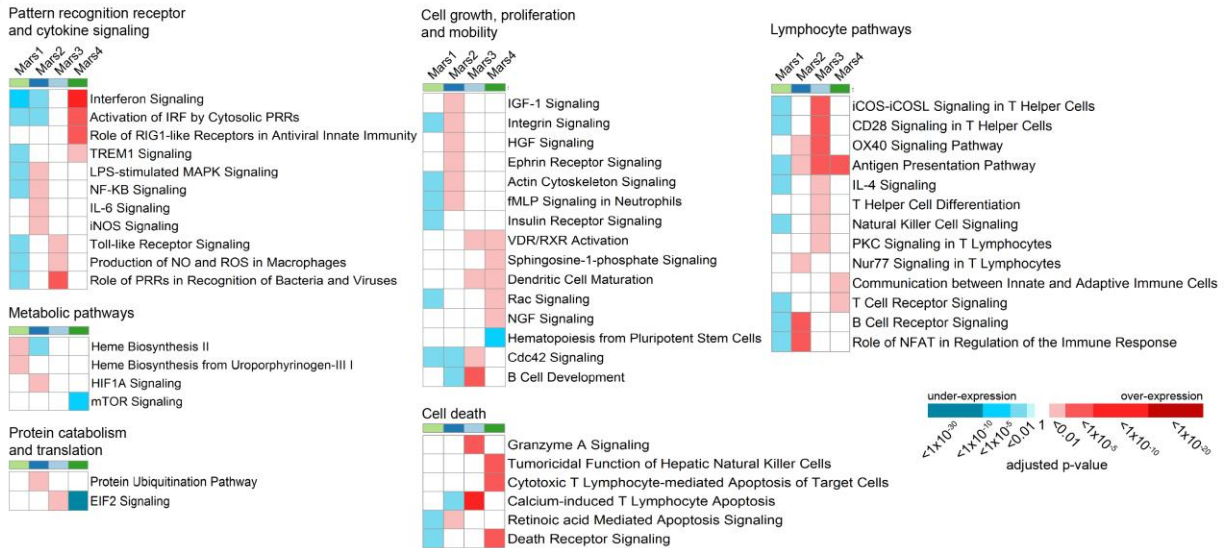 Pattern recognition receptor
and cytokine signaling
Mars1
Mars2
Mars3
Mars4
Interferon Signaling
Activation of IRF by Cytosolic PRRs
Role of RIG1-like Receptors in Antiviral Innate Immunity
TREM1 Signaling
LPS-stimulated MAPK Signaling
NF-KB Signaling
IL-6 Signaling
iNOS Signaling
Toll-like Receptor Signaling
Production of NO and ROS in Macrophages
Role of PRRs in Recognition of Bacteria and Viruses
Metabolic pathways
Heme Biosynthesis II
Heme Biosynthesis from Uroporphyrinogen-III I
HIF1A Signaling
mTOR Signaling
Protein catabolism
and translation
Protein Ubiquitination Pathway
EIF2 Signaling
Cell growth, proliferation
and mobility
Mars1
Mars2
Mars3
Mars4
IGF-1 Signaling
Integrin Signaling
HGF Signaling
Ephrin Receptor Signaling
Actin Cytoskeleton Signaling
fMLP Signaling in Neutrophils
Insulin Receptor Signaling
VDR/RXR Activation
Sphingosine-1-phosphate Signaling
Dendritic Cell Maturation
Rac Signaling
NGF Signaling
Hematopoiesis from Pluripotent Stem Cells
Cdc42 Signaling
B Cell Development
Cell death
Granzyme A Signaling
Tumoricidal Function of Hepatic Natural Killer Cells
Cytotoxic T Lymphocyte-mediated Apoptosis of Target Cells
Calcium-induced T Lymphocyte Apoptosis
Retinoic acid Mediated Apoptosis Signaling
Death Receptor Signaling
Lymphocyte pathways
Mars1
Mars2
Mars3
Mars4
iCOS-iCOSL Signaling in T Helper Cells
CD28 Signaling in T Helper Cells
OX40 Signaling Pathway
Antigen Presentation Pathway
IL-4 Signaling
T Helper Cell Differentiation
Natural Killer Cell Signaling
PKC Signaling in T Lymphocytes
Nur77 Signaling in T Lymphocytes
Communication between Innate and Adaptive Immune Cells
T Cell Receptor Signaling
B Cell Receptor Signaling
Role of NFAT in Regulation of the Immune Response
under-expression over-expression
<1x10⁻³⁰ <1x10⁻¹⁰ <1x10⁻⁵ <0.01 1 <0.01 <1x10⁻⁵ <1x10⁻¹⁰ <1x10⁻²⁰
adjusted p-value